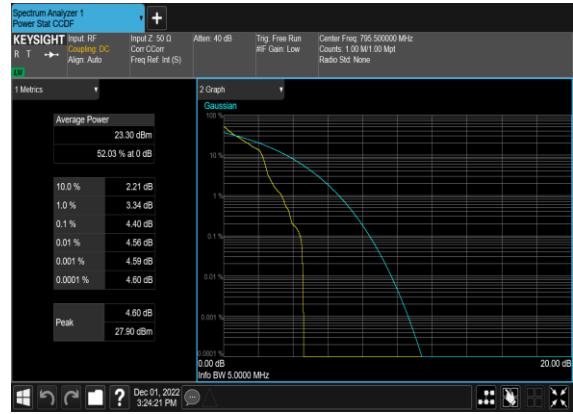 Spectrum Analyzer 1
Power Stat CCDF
+
KEYSIGHT
R T
LXI
Input: RF
Coupling: DC
Align: Auto
Input Z: 50 Ω
Corr CCorr
Freq Ref: Int (S)
Atten: 40 dB
Trig: Free Run
#IF Gain: Low
Center Freq: 795.500000 MHz
Counts: 1.00 M/1.00 Mpt
Radio Std: None
1 Metrics
Average Power
23.30 dBm
52.03 % at 0 dB
10.0 % 2.21 dB
1.0 % 3.34 dB
0.1 % 4.40 dB
0.01 % 4.56 dB
0.001 % 4.59 dB
0.0001 % 4.60 dB
Peak
4.60 dB
27.90 dBm
2 Graph
Gaussian
100 %
10 %
1 %
0.1 %
0.01 %
0.001 %
0.0001 %
0.00 dB
20.00 dB
Info BW 5.0000 MHz
?
Dec 01, 2022
3:24:21 PM